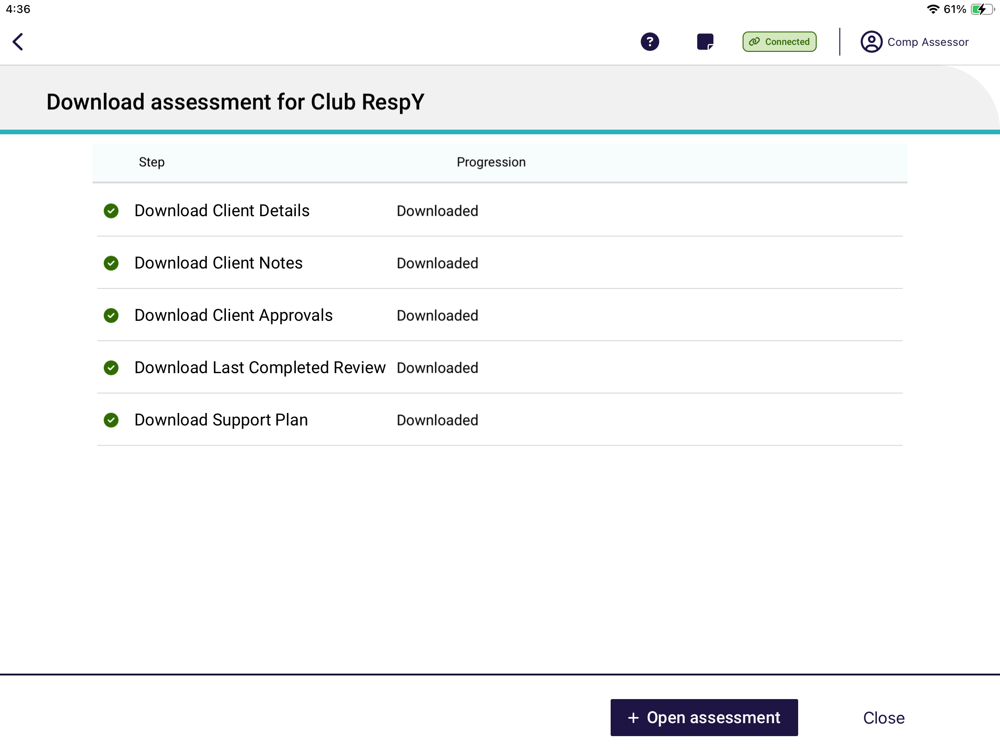 4:36
61%
?
Connected
Comp Assessor
Download assessment for Club RespY
Step Progression
Download Client Details Downloaded
Download Client Notes Downloaded
Download Client Approvals Downloaded
Download Last Completed Review Downloaded
Download Support Plan Downloaded
+ Open assessment
Close